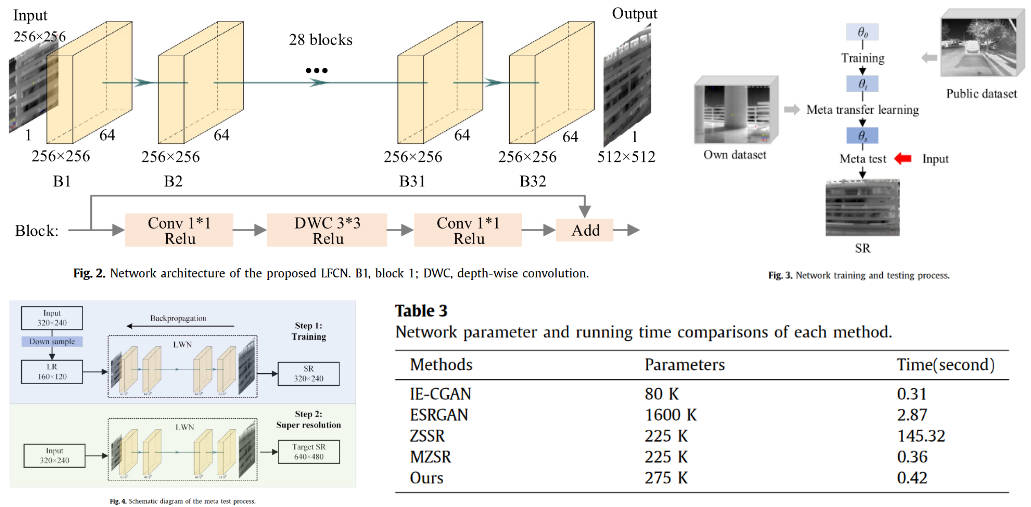 Input
256×256
28 blocks
Output
1
64
64
64
64
1
256×256
256×256
256×256
256×256
512×512
B1
B2
B31
B32
Block:
Conv 1*1
Relu
DWC 3*3
Relu
Conv 1*1
Relu
Add
Fig. 2. Network architecture of the proposed LFCN. B1, block 1; DWC, depth-wise convolution.
θ0
Training
Public dataset
θt
Meta transfer learning
Own dataset
θs
Meta test
Input
SR
Fig. 3. Network training and testing process.
Input
320×240
Down sample
LR
160×120
Backpropagation
LWN
Step 1:
Training
SR
320×240
Input
320×240
LWN
Step 2:
Super resolution
Target SR
640×480
Fig. 4. Schematic diagram of the meta test process.
Table 3
Network parameter and running time comparisons of each method.
Methods Parameters Time(second)
IE-CGAN 80 K 0.31
ESRGAN 1600 K 2.87
ZSSR 225 K 145.32
MZSR 225 K 0.36
Ours 275 K 0.42